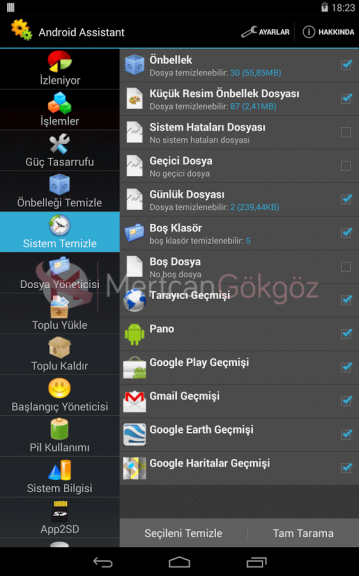 18:23
Android Assistant
AYARLAR
HAKKINDA
İzleniyor
İşlemler
Güç Tasarrufu
Önbelleği Temizle
Sistem Temizle
Dosya Yöneticisi
Toplu Yükle
Toplu Kaldır
Başlangıç Yöneticisi
Pil Kullanımı
Sistem Bilgisi
App2SD
Önbellek
Dosya temizlenebilir: 30 (55,85MB)
Küçük Resim Önbellek Dosyası
Dosya temizlenebilir: 87 (2,41MB)
Sistem Hataları Dosyası
No sistem hataları dosyası
Geçici Dosya
No geçici dosya
Günlük Dosyası
Dosya temizlenebilir: 2 (239,44KB)
Boş Klasör
boş klasör temizlenebilir: 5
Boş Dosya
No boş dosya
Tarayıcı Geçmişi
Pano
Google Play Geçmişi
Gmail Geçmişi
Google Earth Geçmişi
Google Haritalar Geçmişi
Seçileni Temizle
Tam Tarama
MertcanGökgöz